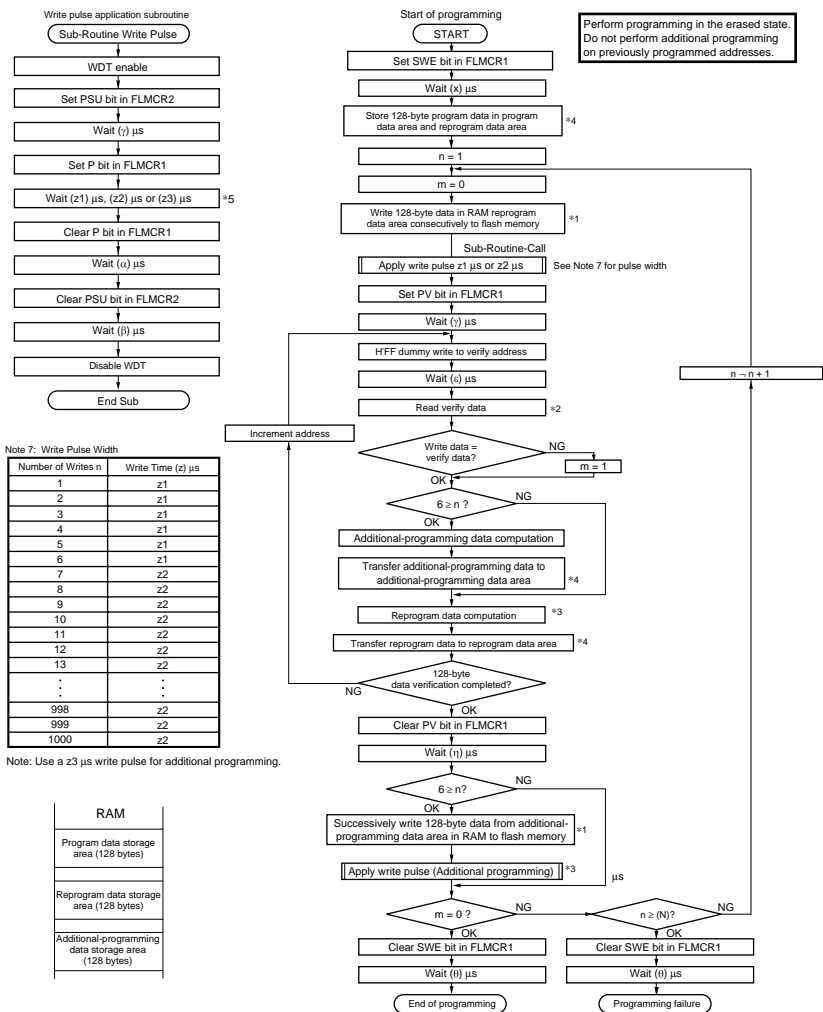 Write pulse application subroutine
Sub-Routine Write Pulse
WDT enable
Set PSU bit in FLMCR2
Wait (γ) μs
Set P bit in FLMCR1
Wait (z1) μs, (z2) μs or (z3) μs
*5
Clear P bit in FLMCR1
Wait (α) μs
Clear PSU bit in FLMCR2
Wait (β) μs
Disable WDT
End Sub
Note 7: Write Pulse Width
Number of Writes n Write Time (z) μs
1 z1
2 z1
3 z1
4 z1
5 z1
6 z1
7 z2
8 z2
9 z2
10 z2
11 z2
12 z2
13 z2
998 z2
999 z2
1000 z2
Note: Use a z3 μs write pulse for additional programming.
RAM
Program data storage
area (128 bytes)
Reprogram data storage
area (128 bytes)
Additional-programming
data storage area
(128 bytes)
Start of programming
START
Set SWE bit in FLMCR1
Wait (x) μs
Store 128-byte program data in program
data area and reprogram data area
*4
n = 1
m = 0
Write 128-byte data in RAM reprogram
data area consecutively to flash memory
*1
Sub-Routine-Call
Apply write pulse z1 μs or z2 μs
See Note 7 for pulse width
Set PV bit in FLMCR1
Wait (γ) μs
H'FF dummy write to verify address
Wait (ε) μs
Read verify data
*2
Increment address
Write data =
verify data?
NG
m = 1
OK
6 ≥ n ?
NG
OK
Additional-programming data computation
Transfer additional-programming data to
additional-programming data area
*4
Reprogram data computation
*3
Transfer reprogram data to reprogram data area
*4
128-byte
data verification completed?
NG
OK
Clear PV bit in FLMCR1
Wait (η) μs
6 ≥ n?
NG
OK
Successively write 128-byte data from additional-
programming data area in RAM to flash memory
*1
Apply write pulse (Additional programming)
*3
μs
m = 0 ?
NG
OK
Clear SWE bit in FLMCR1
Wait (θ) μs
End of programming
n ≥ (N)?
NG
OK
Clear SWE bit in FLMCR1
Wait (θ) μs
Programming failure
n ¬ n + 1
Perform programming in the erased state.
Do not perform additional programming
on previously programmed addresses.